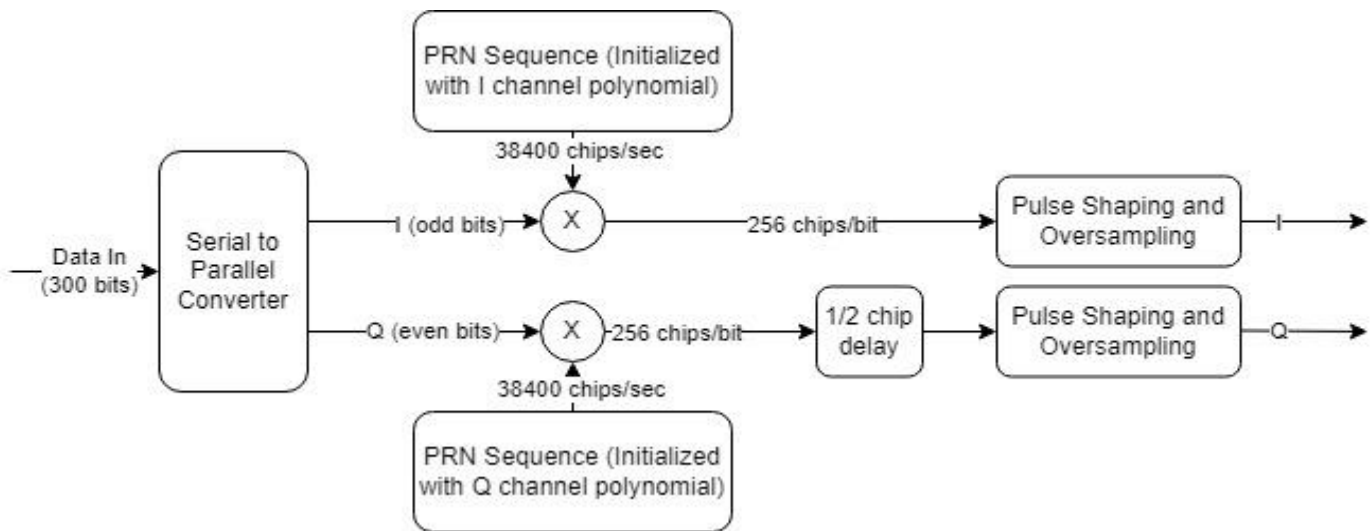 PRN Sequence (Initialized
with I channel polynomial)
38400 chips/sec
Serial to
Parallel
Converter
I (odd bits)
X
256 chips/bit
Pulse Shaping and
Oversampling
I
Data In
(300 bits)
Q (even bits)
X
256 chips/bit
1/2 chip
delay
Pulse Shaping and
Oversampling
Q
38400 chips/sec
PRN Sequence (Initialized
with Q channel polynomial)